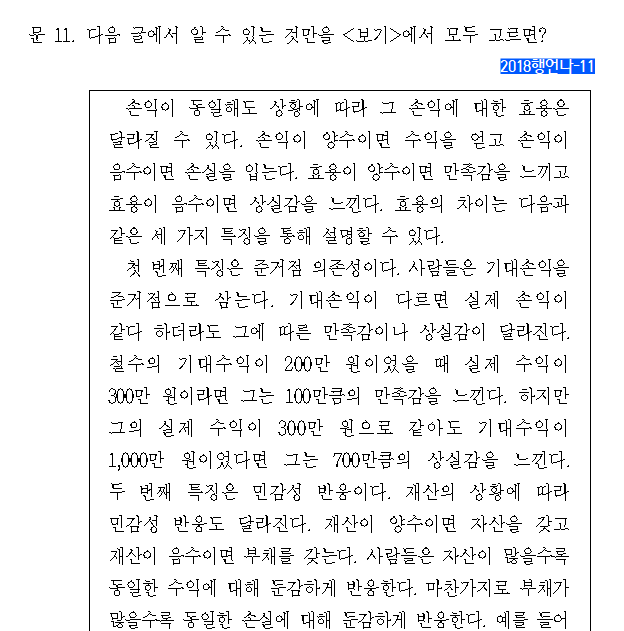 문 11. 다음 글에서 알 수 있는 것만을 <보기>에서 모두 고르면?
2018행언나-11
손익이 동일해도 상황에 따라 그 손익에 대한 효용은
달라질 수 있다. 손익이 양수이면 수익을 얻고 손익이
음수이면 손실을 입는다. 효용이 양수이면 만족감을 느끼고
효용이 음수이면 상실감을 느낀다. 효용의 차이는 다음과
같은 세 가지 특징을 통해 설명할 수 있다.
첫 번째 특징은 준거점 의존성이다. 사람들은 기대손익을
준거점으로 삼는다. 기대손익이 다르면 실제 손익이
같다 하더라도 그에 따른 만족감이나 상실감이 달라진다.
철수의 기대수익이 200만 원이었을 때 실제 수익이
300만 원이라면 그는 100만큼의 만족감을 느낀다. 하지만
그의 실제 수익이 300만 원으로 같아도 기대수익이
1,000만 원이었다면 그는 700만큼의 상실감을 느낀다.
두 번째 특징은 민감성 반응이다. 재산의 상황에 따라
민감성 반응도 달라진다. 재산이 양수이면 자산을 갖고
재산이 음수이면 부채를 갖는다. 사람들은 자산이 많을수록
동일한 수익에 대해 둔감하게 반응한다. 마찬가지로 부채가
많을수록 동일한 손실에 대해 둔감하게 반응한다. 예를 들어